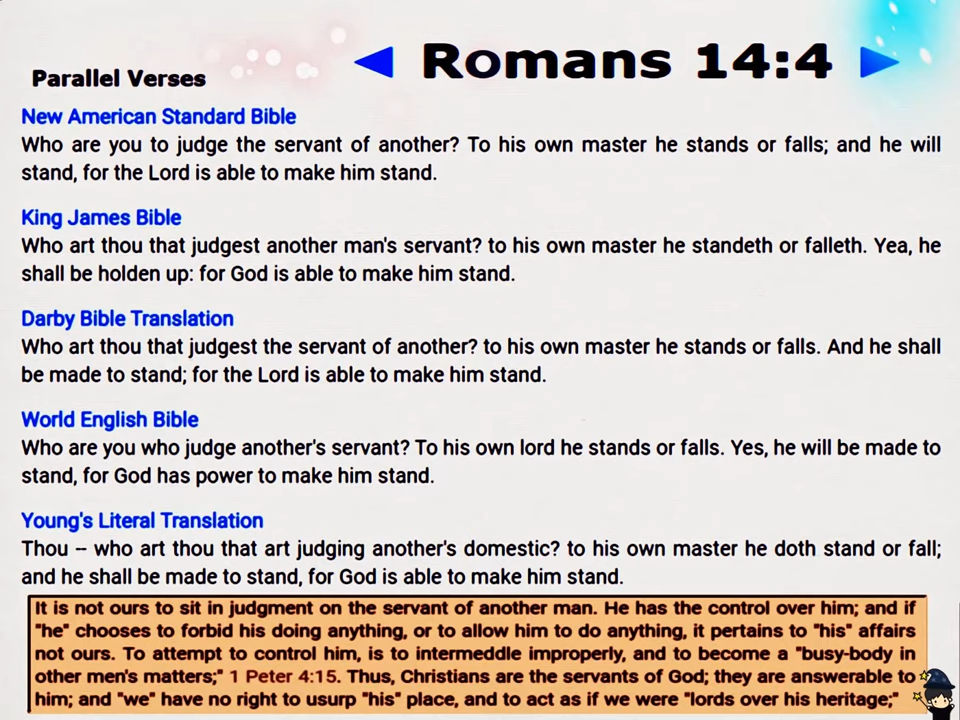 Romans 14:4
Parallel Verses
New American Standard Bible
Who are you to judge the servant of another? To his own master he stands or falls; and he will
stand, for the Lord is able to make him stand.
King James Bible
Who art thou that judgest another man's servant? to his own master he standeth or falleth. Yea, he
shall be holden up: for God is able to make him stand.
Darby Bible Translation
Who art thou that judgest the servant of another? to his own master he stands or falls. And he shall
be made to stand; for the Lord is able to make him stand.
World English Bible
Who are you who judge another's servant? To his own lord he stands or falls. Yes, he will be made to
stand, for God has power to make him stand.
Young's Literal Translation
Thou -- who art thou that art judging another's domestic? to his own master he doth stand or fall;
and he shall be made to stand, for God is able to make him stand.
It is not ours to sit in judgment on the servant of another man. He has the control over him; and if
"he" chooses to forbid his doing anything, or to allow him to do anything, it pertains to "his" affairs
not ours. To attempt to control him, is to intermeddle improperly, and to become a "busy-body in
other men's matters;" 1 Peter 4:15. Thus, Christians are the servants of God; they are answerable to
him; and "we" have no right to usurp "his" place, and to act as if we were "lords over his heritage;"